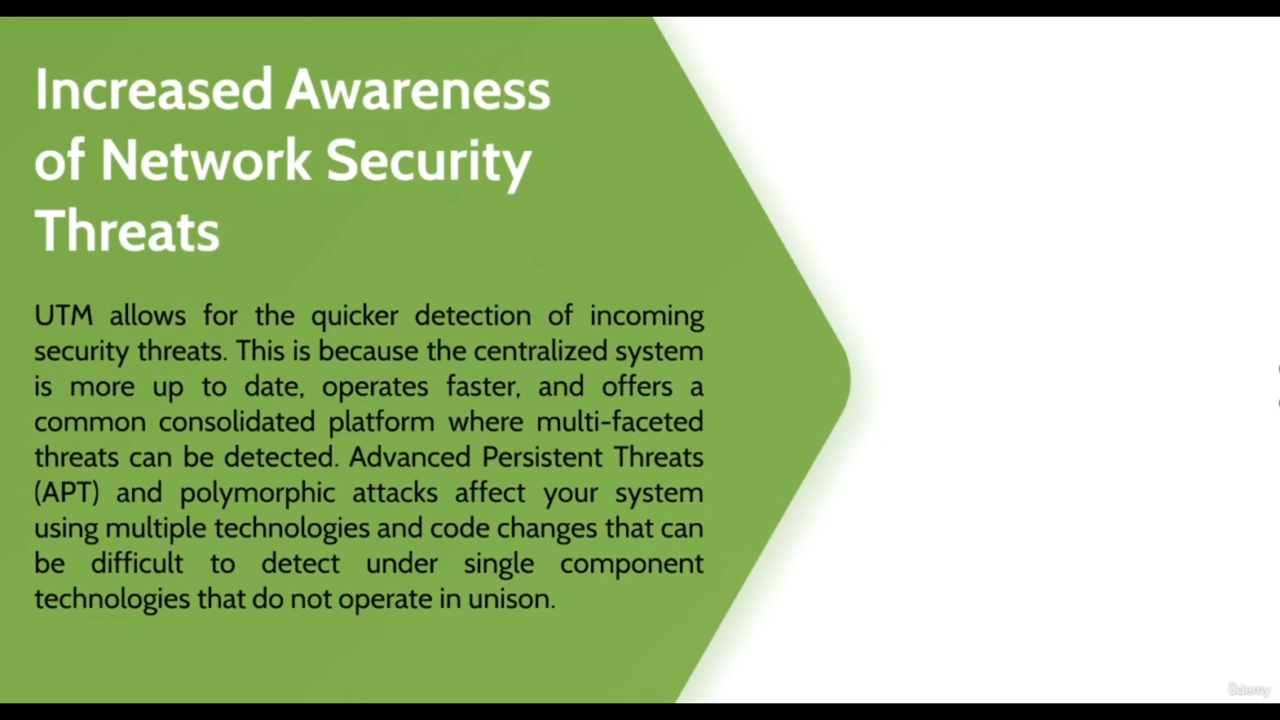 Increased Awareness
of Network Security
Threats
UTM allows for the quicker detection of incoming
security threats. This is because the centralized system
is more up to date, operates faster, and offers a
common consolidated platform where multi-faceted
threats can be detected. Advanced Persistent Threats
(APT) and polymorphic attacks affect your system
using multiple technologies and code changes that can
be difficult to detect under single component
technologies that do not operate in unison.
ûdemy